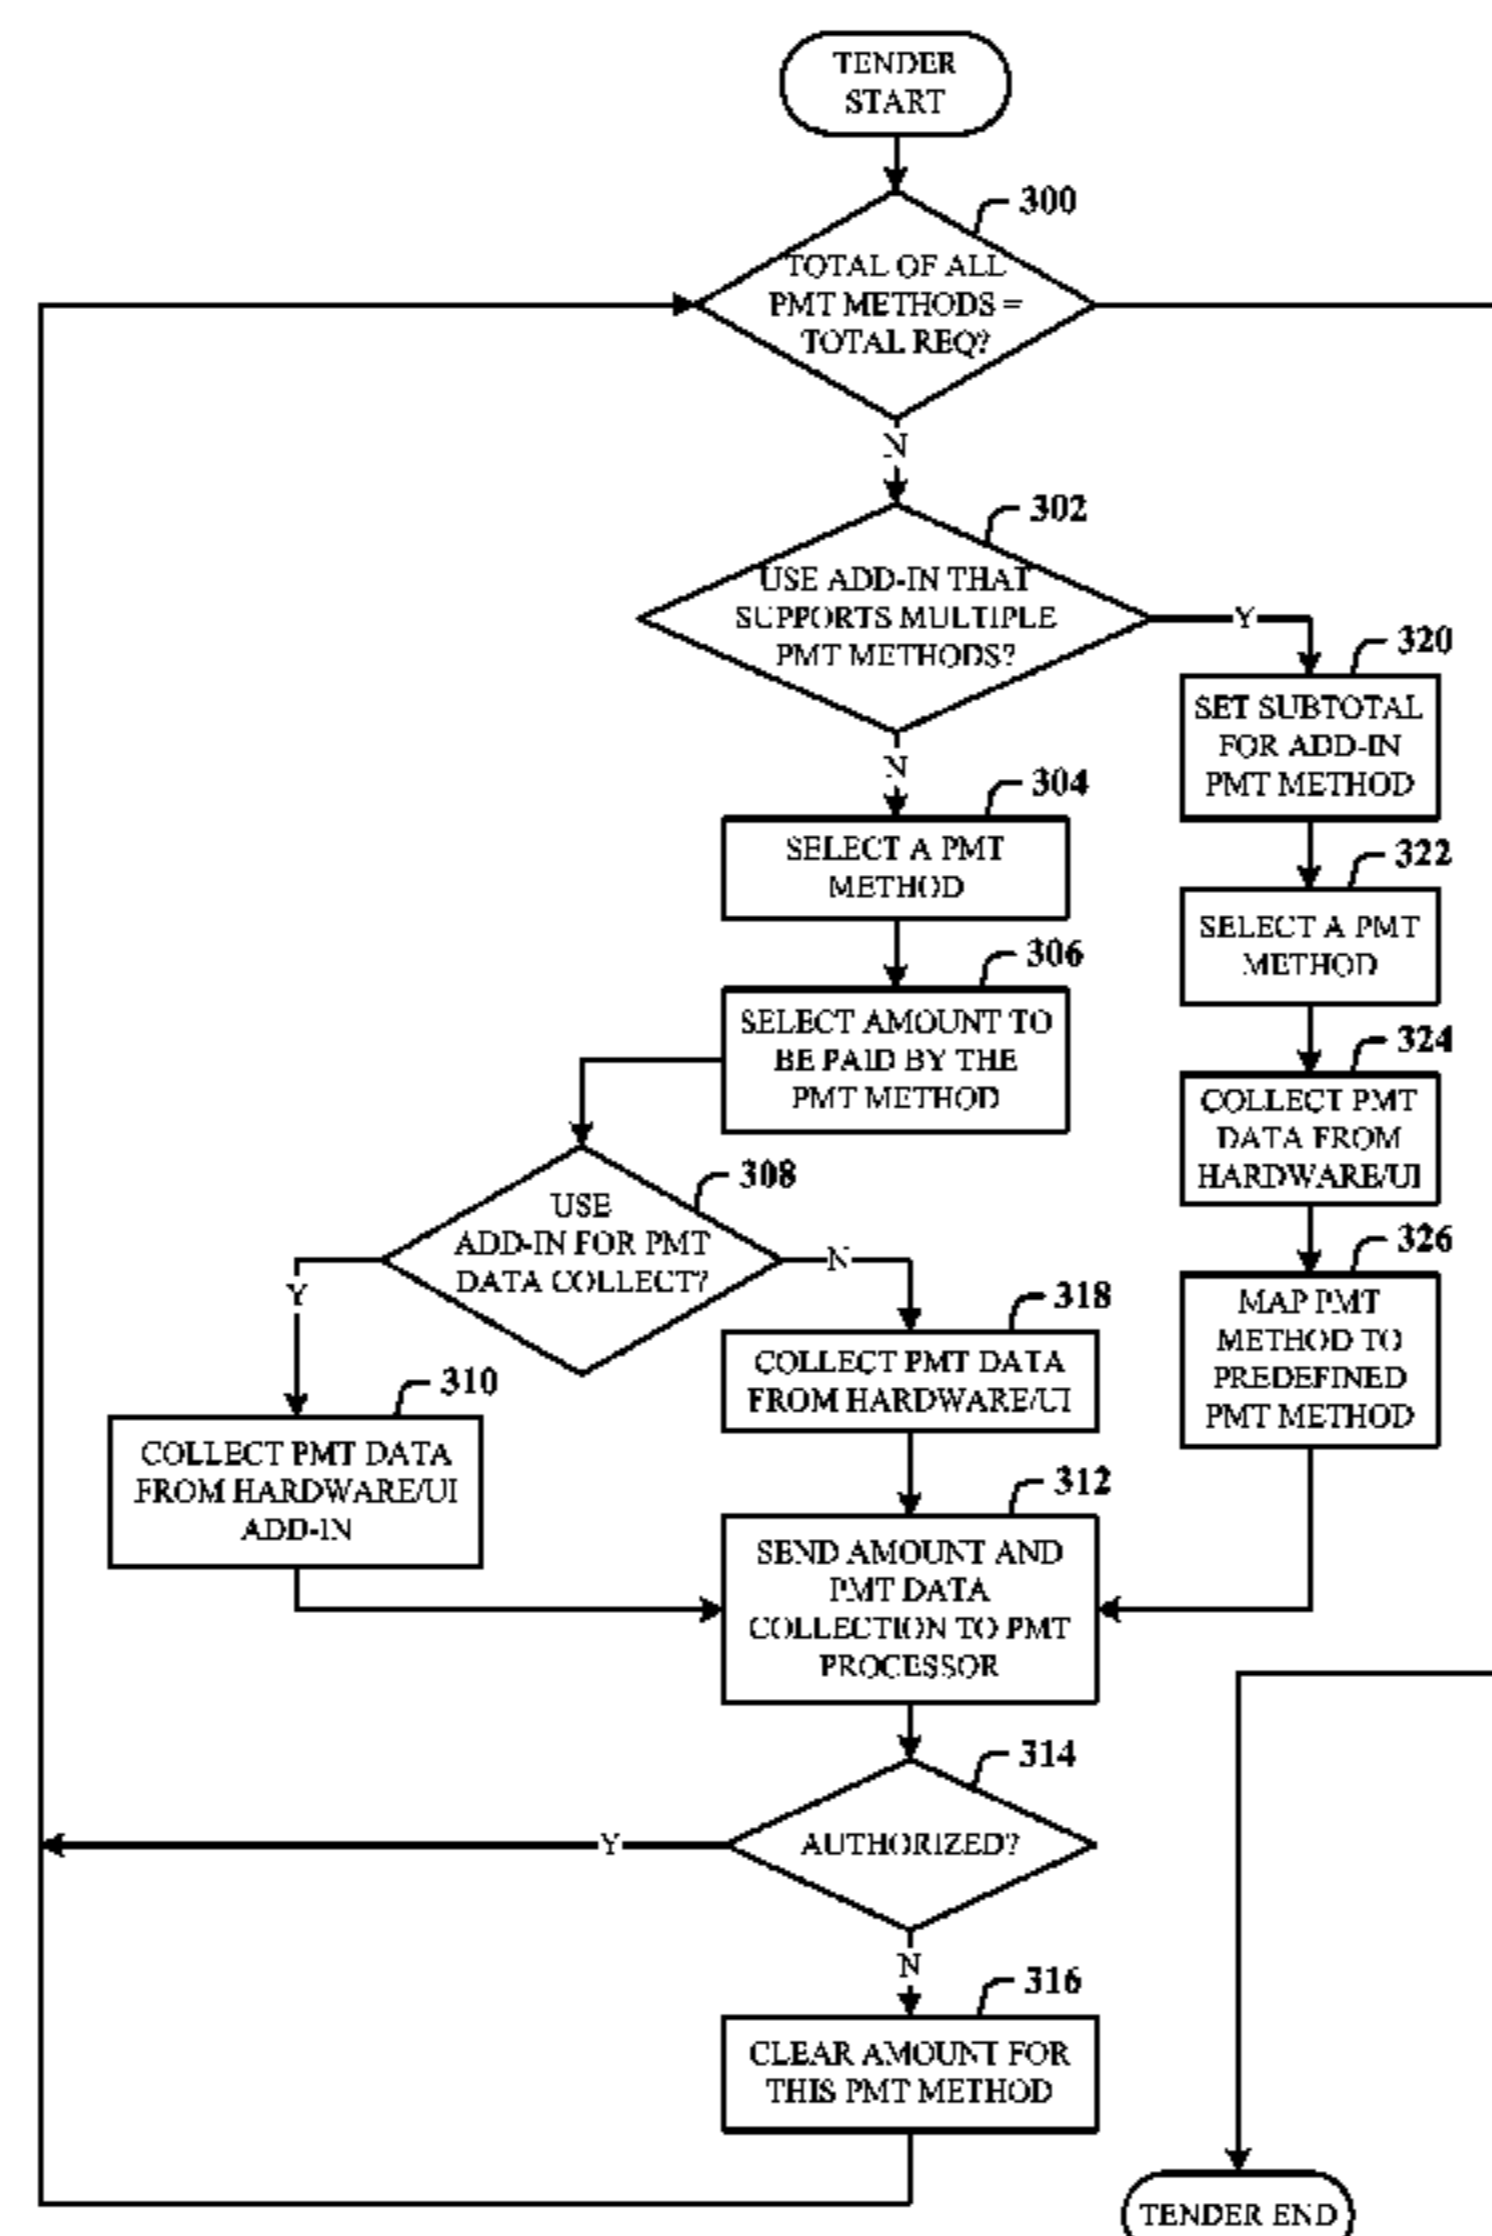 TENDER
START
300
TOTAL OF ALL
PMT METHODS =
TOTAL REQ?
N
302
USE ADD-IN THAT
SUPPORTS MULTIPLE
PMT METHODS?
Y
320
SET SUBTOTAL
FOR ADD-IN
PMT METHOD
N
304
SELECT A PMT
METHOD
322
SELECT A PMT
METHOD
306
SELECT AMOUNT TO
BE PAID BY THE
PMT METHOD
324
COLLECT PMT
DATA FROM
HARDWARE/UI
308
USE
ADD-IN FOR PMT
DATA COLLECT?
Y
N
326
MAP PMT
METHOD TO
PREDEFINED
PMT METHOD
318
COLLECT PMT DATA
FROM HARDWARE/UI
310
COLLECT PMT DATA
FROM HARDWARE/UI
ADD-IN
312
SEND AMOUNT AND
PMT DATA
COLLECTION TO PMT
PROCESSOR
314
AUTHORIZED?
Y
N
316
CLEAR AMOUNT FOR
THIS PMT METHOD
TENDER END